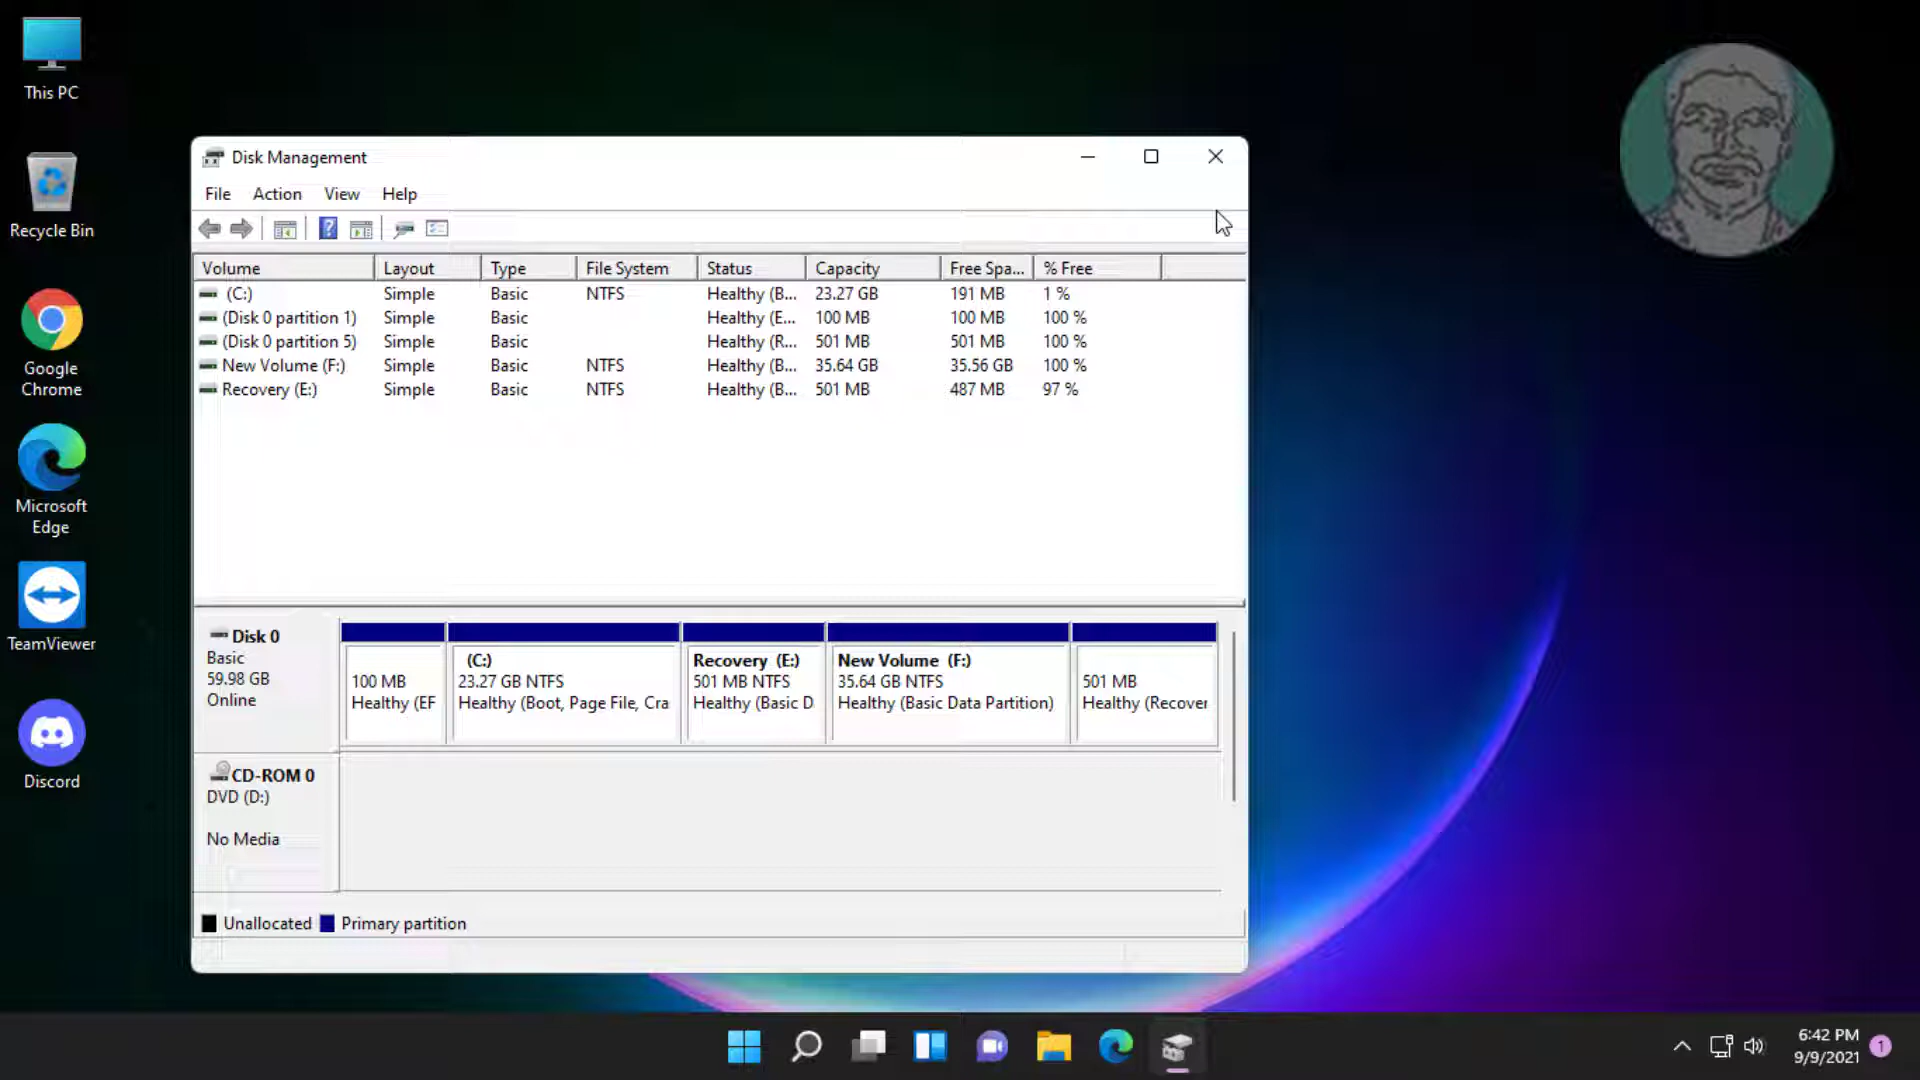 This PC
Recycle Bin
Google
Chrome
Microsoft
Edge
TeamViewer
Discord
Disk Management
File Action View Help
Volume Layout Type File System Status Capacity Free Spa... % Free
(C:) Simple Basic NTFS Healthy (B... 23.27 GB 191 MB 1 %
(Disk 0 partition 1) Simple Basic Healthy (E... 100 MB 100 MB 100 %
(Disk 0 partition 5) Simple Basic Healthy (R... 501 MB 501 MB 100 %
New Volume (F:) Simple Basic NTFS Healthy (B... 35.64 GB 35.56 GB 100 %
Recovery (E:) Simple Basic NTFS Healthy (B... 501 MB 487 MB 97 %
Disk 0
Basic
59.98 GB
Online
100 MB
Healthy (EF
(C:)
23.27 GB NTFS
Healthy (Boot, Page File, Cra
Recovery (E:)
501 MB NTFS
Healthy (Basic D
New Volume (F:)
35.64 GB NTFS
Healthy (Basic Data Partition)
501 MB
Healthy (Recover
CD-ROM 0
DVD (D:)
No Media
Unallocated Primary partition
6:42 PM
9/9/2021
1